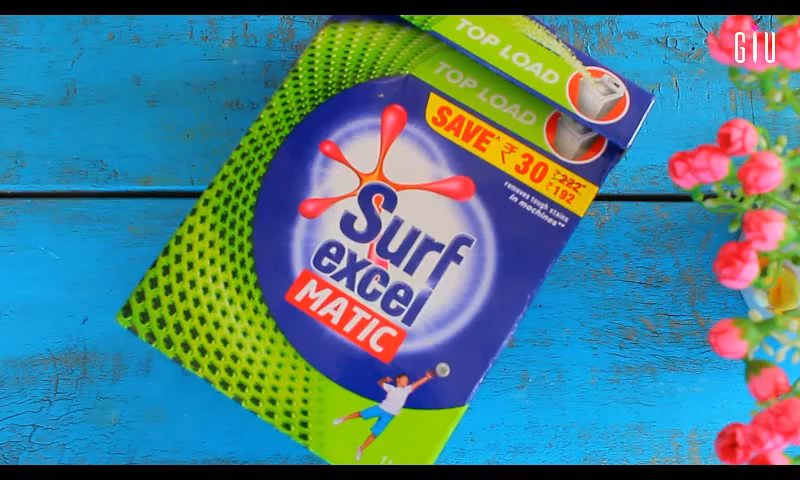 GIU
TOP LOAD
TOP LOAD
SAVE^ ₹ 30 ₹222*
₹192
removes tough stains
in machines**
Surf
excel
MATIC